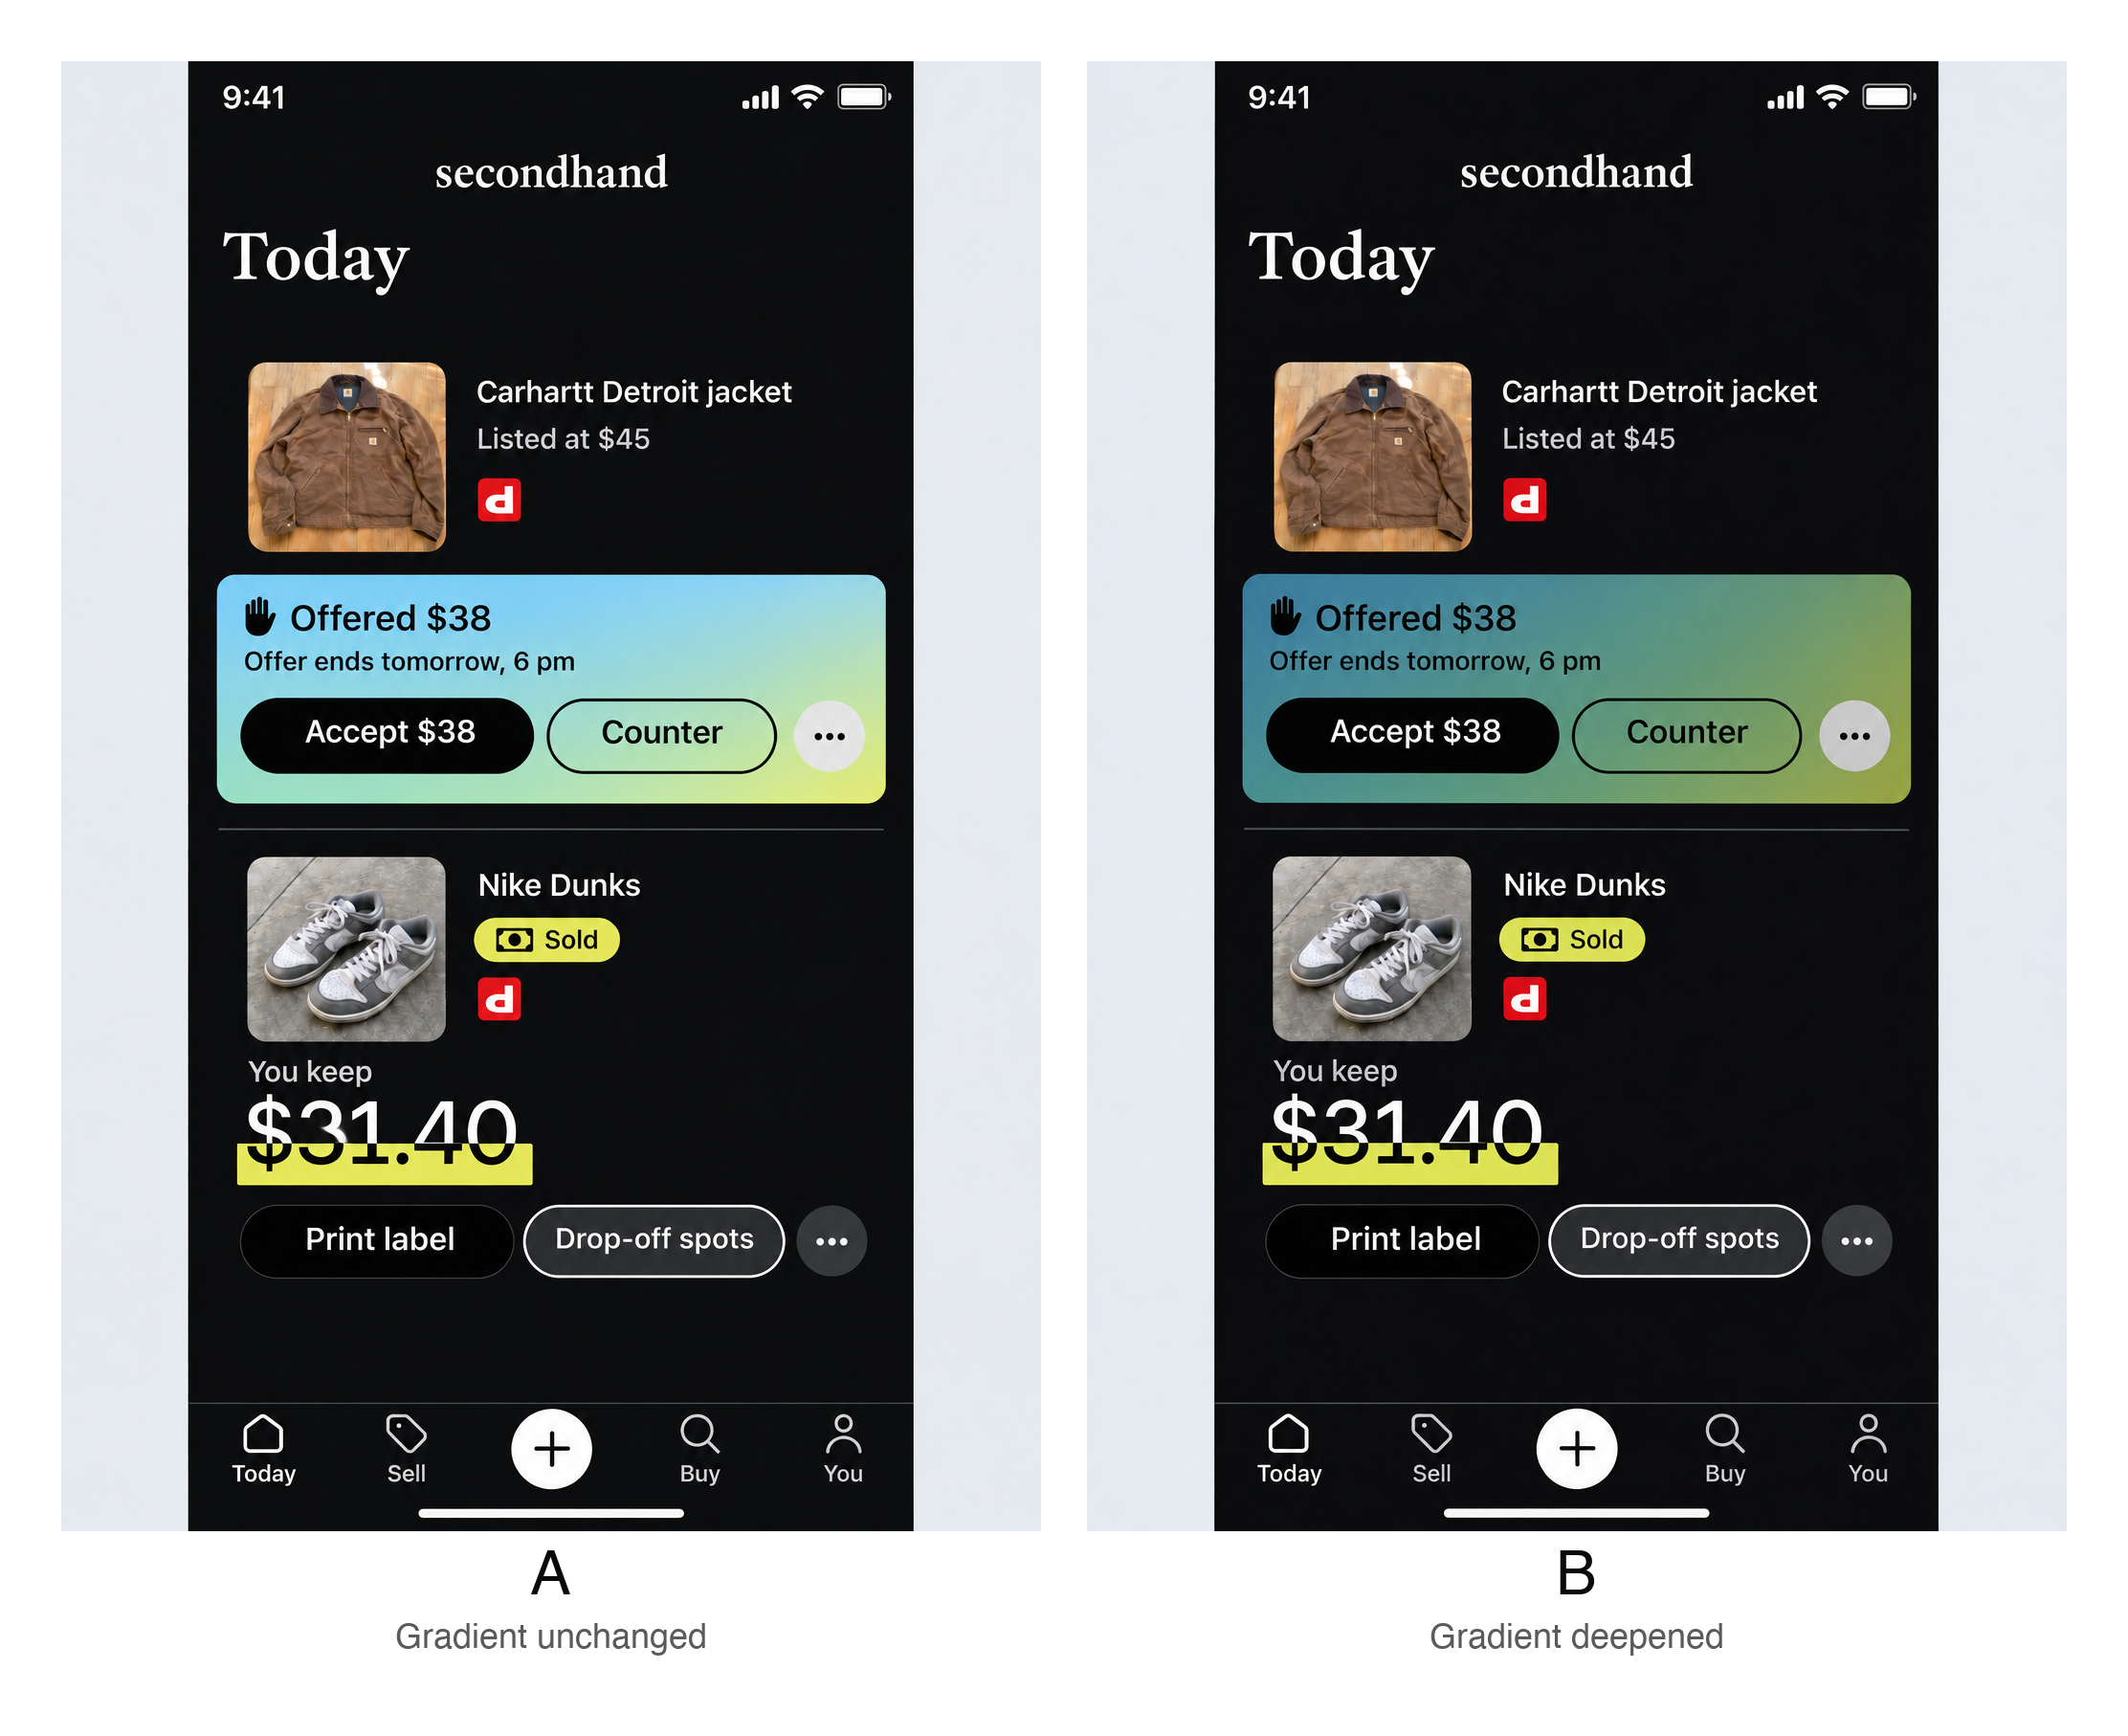 9:41
secondhand
Today
Carhartt Detroit jacket
Listed at $45
d
Offered $38
Offer ends tomorrow, 6 pm
Accept $38
Counter
Nike Dunks
Sold
d
You keep
$31.40
Print label
Drop-off spots
Today
Sell
Buy
You
A
Gradient unchanged
9:41
secondhand
Today
Carhartt Detroit jacket
Listed at $45
d
Offered $38
Offer ends tomorrow, 6 pm
Accept $38
Counter
Nike Dunks
Sold
d
You keep
$31.40
Print label
Drop-off spots
Today
Sell
Buy
You
B
Gradient deepened